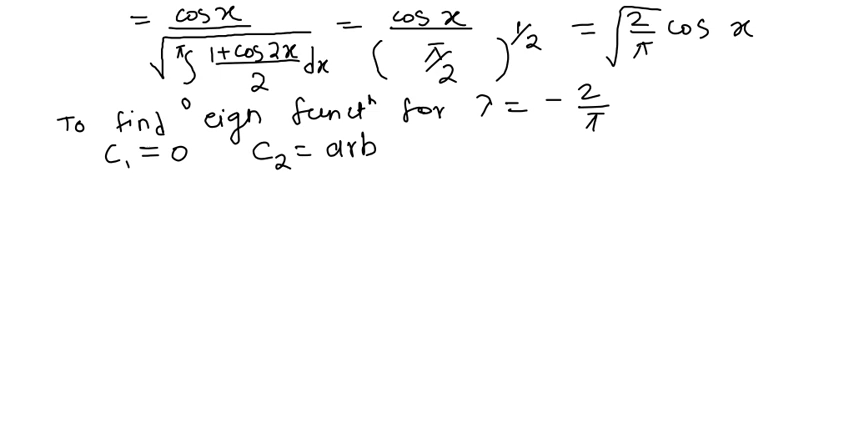 = cos x / √(π∫0 (1+cos 2x)/2 dx) = cos x / (π/2)^1/2 = √(2/π) cos x
To find eign funct^n for λ = - 2/π
C₁ = 0 C₂ = arb